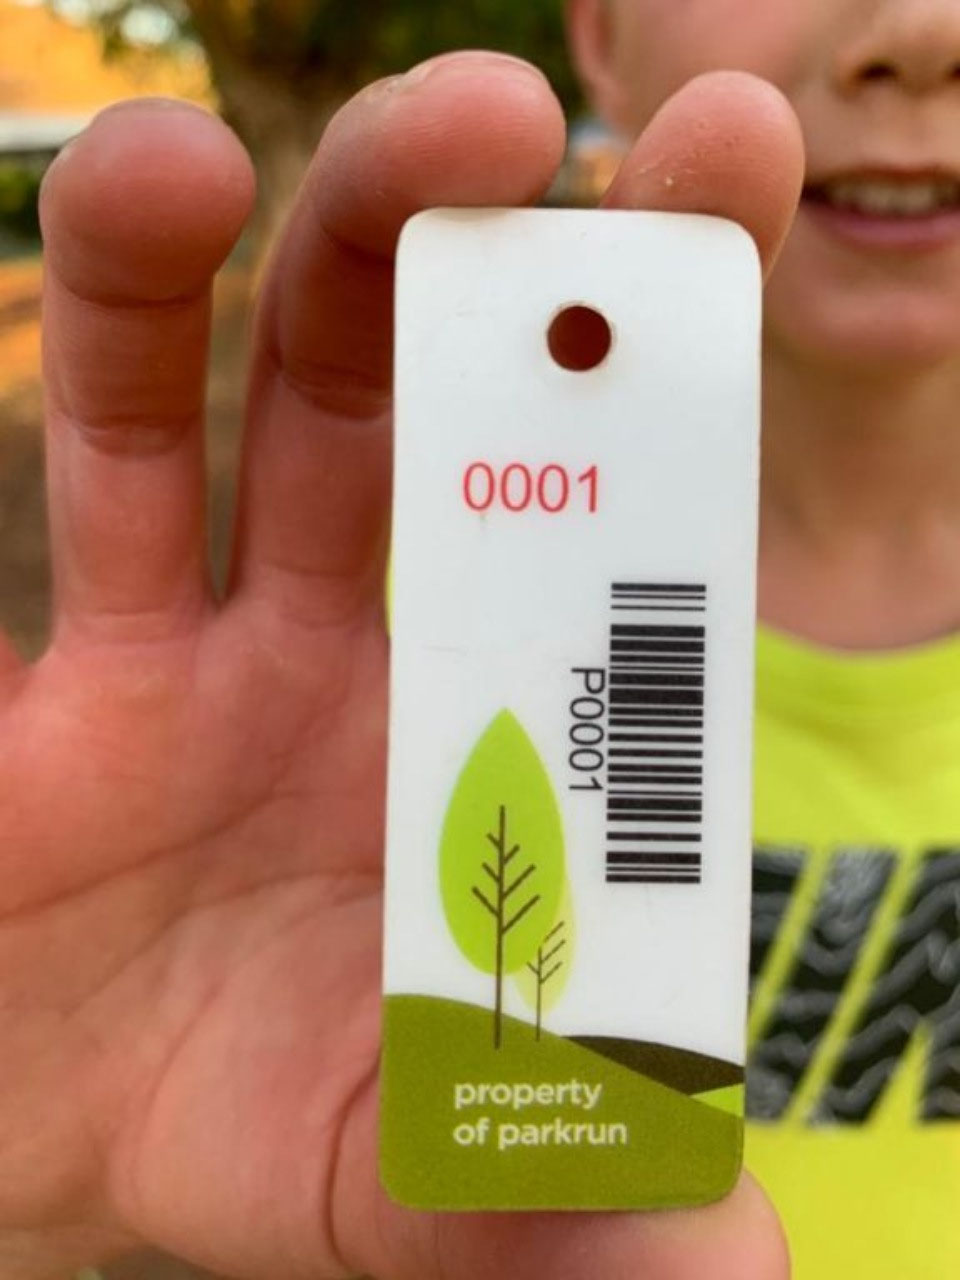 0001
P0001
property
of parkrun